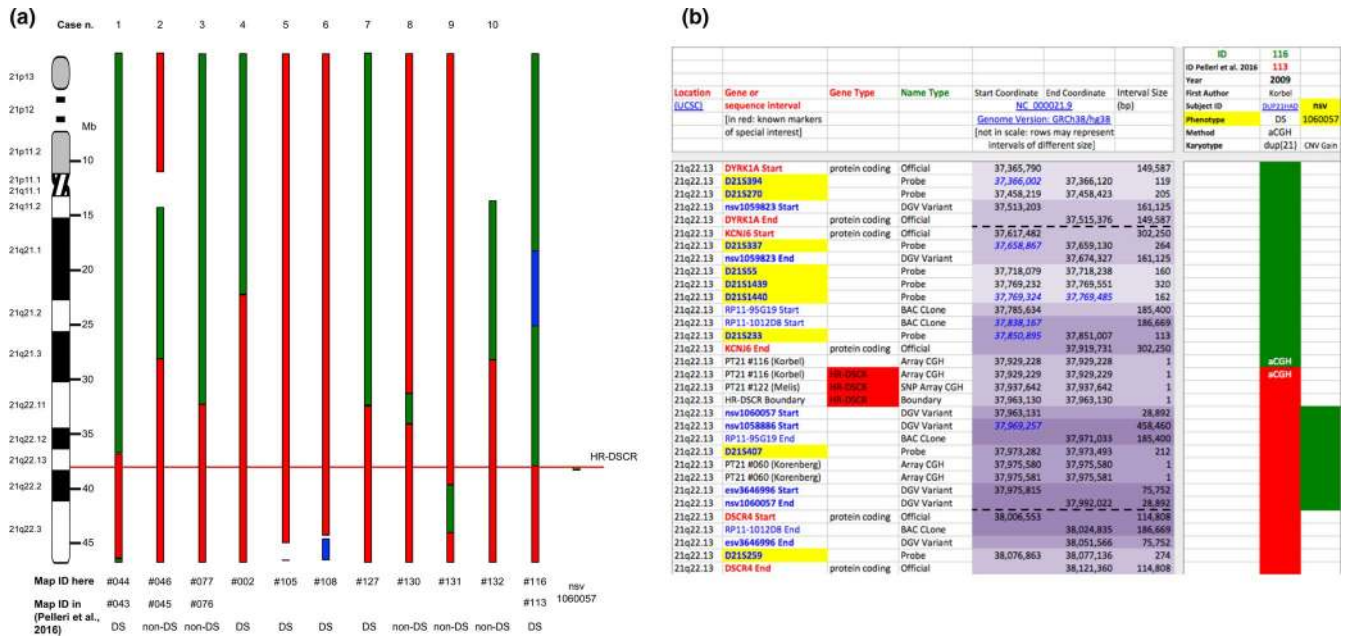 (a)
Case n. 1 2 3 4 5 6 7 8 9 10
21p13
21p12
Mb
21p11.2
10
21p11.1
21q11.1
21q11.2
15
21q21.1
20
21q21.2
25
21q21.3
30
21q22.11
35
21q22.12
21q22.13
HR-DSCR
21q22.2
40
21q22.3
45
Map ID here #044 #046 #077 #002 #105 #108 #127 #130 #131 #132 #116 nsv
1060057
Map ID in #043 #045 #076 #113
(Pelleri et al.,
2016) DS non-DS non-DS DS DS DS DS non-DS non-DS non-DS DS
(b)
ID 116
ID Pelleri et al. 2016 113
Year 2009
Location Gene or Gene Type Name Type Start Coordinate End Coordinate Interval Size First Author Korbel
(UCSC) sequence interval NC_000021.9 (bp) Subject ID DUP21HAD nsv
[in red: known markers Genome Version: GRCh38/hg38 Phenotype DS 1060057
of special interest] [not in scale: rows may represent Method aCGH
intervals of different size] Karyotype dup(21) CNV Gain
21q22.13 DYRK1A Start protein coding Official 37,365,790 149,587
21q22.13 D21S394 Probe 37,366,002 37,366,120 119
21q22.13 D21S270 Probe 37,458,219 37,458,423 205
21q22.13 nsv1059823 Start DGV Variant 37,513,203 161,125
21q22.13 DYRK1A End protein coding Official 37,515,376 149,587
21q22.13 KCNJ6 Start protein coding Official 37,617,482 302,250
21q22.13 D21S337 Probe 37,658,867 37,659,130 264
21q22.13 nsv1059823 End DGV Variant 37,674,327 161,125
21q22.13 D21S55 Probe 37,718,079 37,718,238 160
21q22.13 D21S1439 Probe 37,769,232 37,769,551 320
21q22.13 D21S1440 Probe 37,769,324 37,769,485 162
21q22.13 RP11-95G19 Start BAC CLone 37,785,634 185,400
21q22.13 RP11-1012D8 Start BAC CLone 37,838,167 186,669
21q22.13 D21S233 Probe 37,850,895 37,851,007 113
21q22.13 KCNJ6 End protein coding Official 37,919,731 302,250
21q22.13 PT21 #116 (Korbel) Array CGH 37,929,228 37,929,228 1 aCGH
21q22.13 PT21 #116 (Korbel) HR-DSCR Array CGH 37,929,229 37,929,229 1 aCGH
21q22.13 PT21 #122 (Melis) HR-DSCR SNP Array CGH 37,937,642 37,937,642 1
21q22.13 HR-DSCR Boundary HR-DSCR Boundary 37,963,130 37,963,130 1
21q22.13 nsv1060057 Start DGV Variant 37,963,131 28,892
21q22.13 nsv1058886 Start DGV Variant 37,969,257 458,460
21q22.13 RP11-95G19 End BAC CLone 37,971,033 185,400
21q22.13 D21S407 Probe 37,973,282 37,973,493 212
21q22.13 PT21 #060 (Korenberg) Array CGH 37,975,580 37,975,580 1
21q22.13 PT21 #060 (Korenberg) Array CGH 37,975,581 37,975,581 1
21q22.13 esv3646996 Start DGV Variant 37,975,815 75,752
21q22.13 nsv1060057 End DGV Variant 37,992,022 28,892
21q22.13 DSCR4 Start protein coding Official 38,006,553 114,808
21q22.13 RP11-1012D8 End BAC CLone 38,024,835 186,669
21q22.13 esv3646996 End DGV Variant 38,051,566 75,752
21q22.13 D21S259 Probe 38,076,863 38,077,136 274
21q22.13 DSCR4 End protein coding Official 38,121,360 114,808